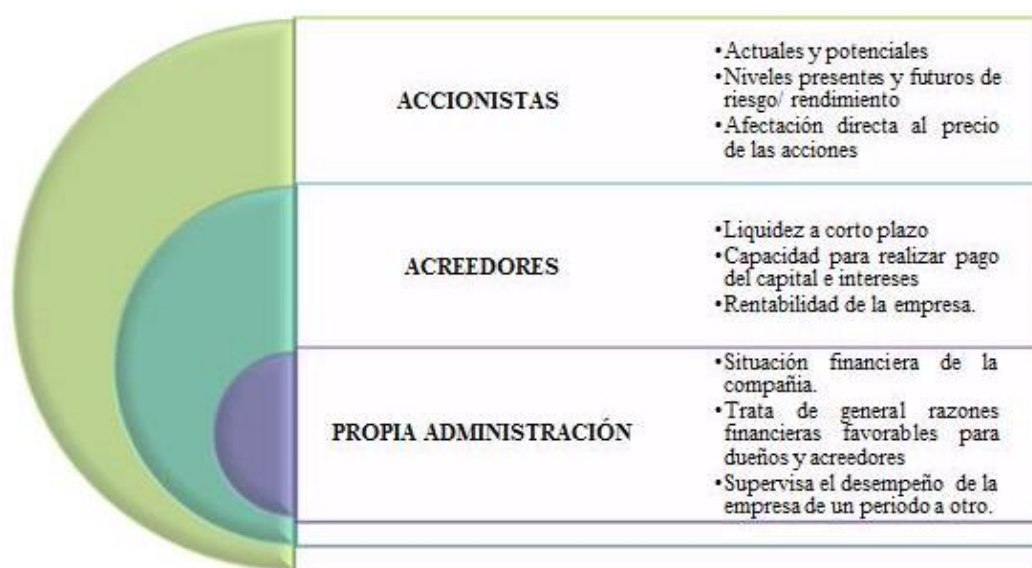 ACCIONISTAS
•Actuales y potenciales
•Niveles presentes y futuros de
riesgo/ rendimiento
•Afectación directa al precio
de las acciones
ACREEDORES
•Liquidez a corto plazo
•Capacidad para realizar pago
del capital e intereses
•Rentabilidad de la empresa.
PROPIA ADMINISTRACIÓN
•Situación financiera de la
compañia.
•Trata de general razones
financieras favorables para
dueños y acreedores
•Supervisa el desempeño de la
empresa de un periodo a otro.